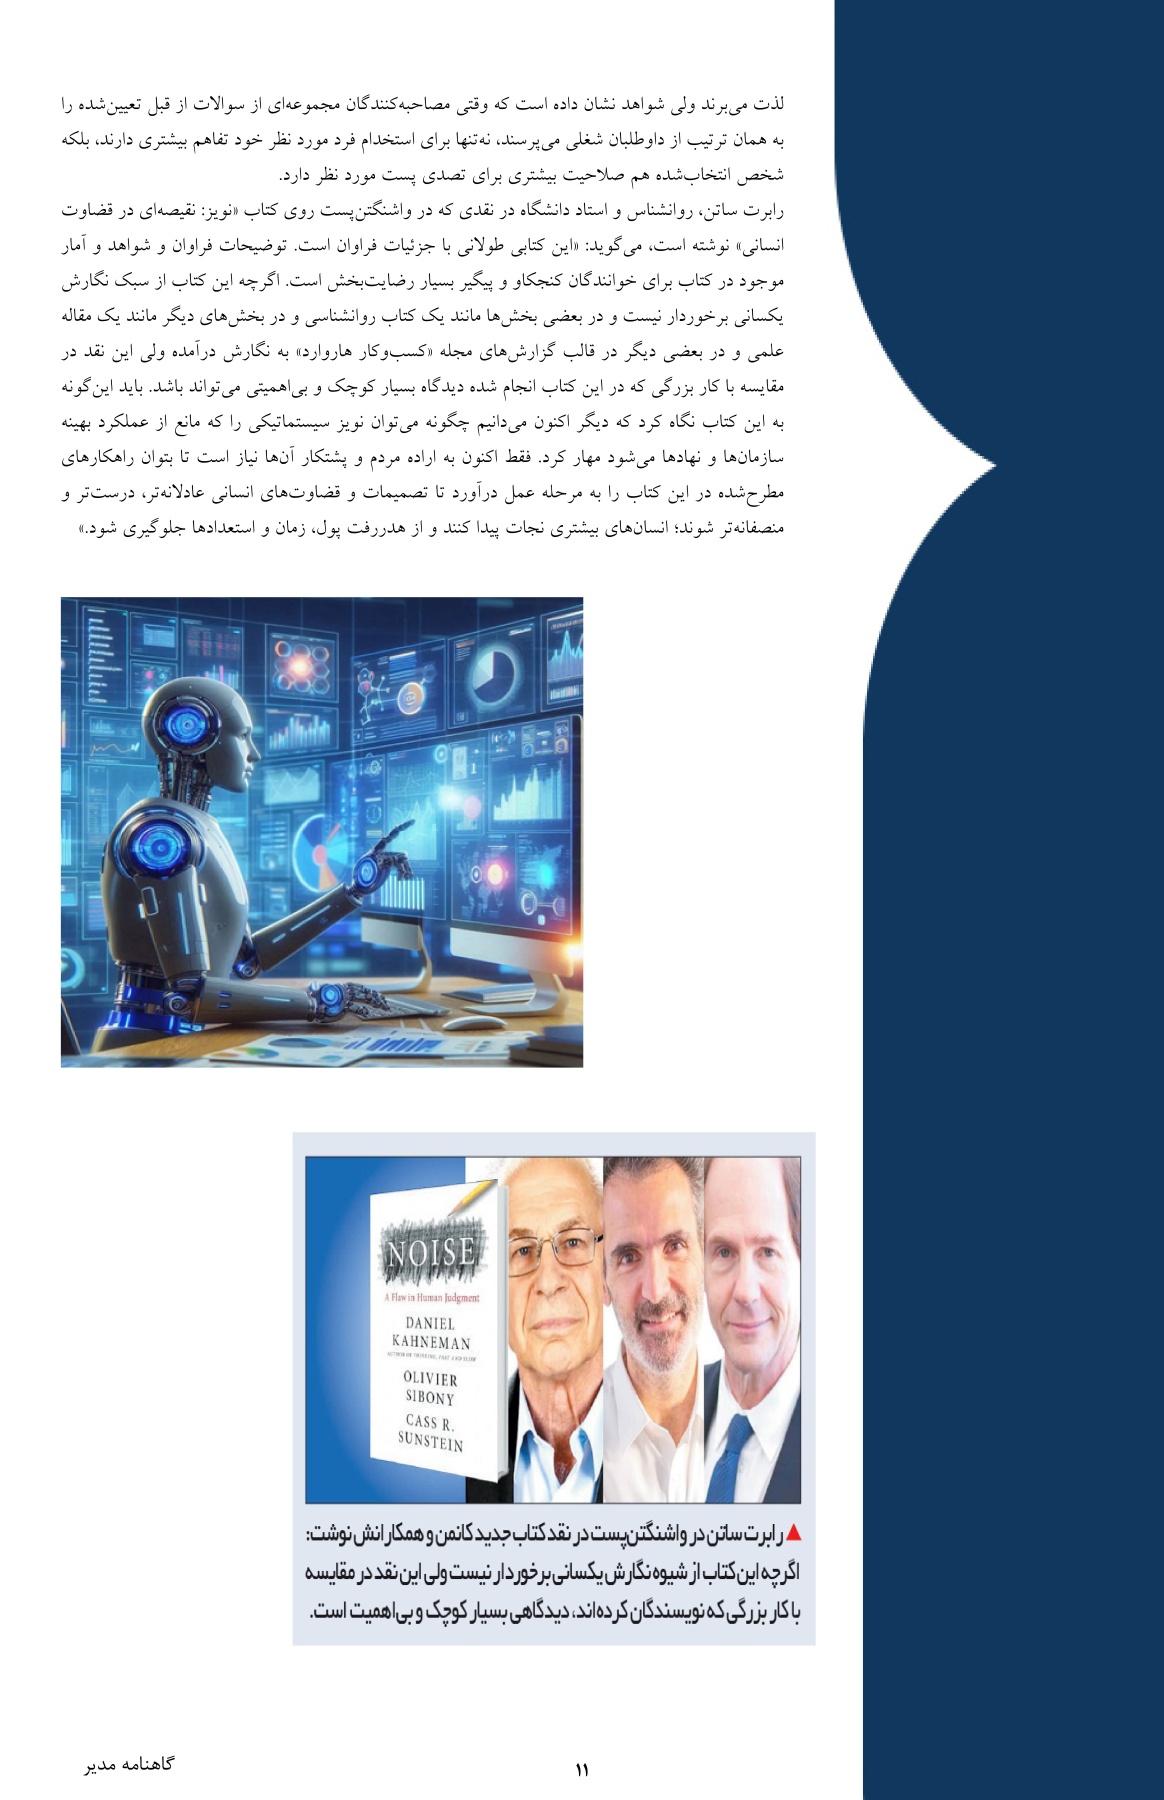 لذت می‌برند ولی شواهد نشان داده است که وقتی مصاحبه‌کنندگان مجموعه‌ای از سوالات از قبل تعیین‌شده را
به همان ترتیب از داوطلبان شغلی می‌پرسند، نه‌تنها برای استخدام فرد مورد نظر خود تفاهم بیشتری دارند، بلکه
شخص انتخاب‌شده هم صلاحیت بیشتری برای تصدی پست مورد نظر دارد.
رابرت ساتن، روانشناس و استاد دانشگاه در نقدی که در واشنگتن‌پست روی کتاب «نویز: نقیصه‌ای در قضاوت
انسانی» نوشته است، می‌گوید: «این کتابی طولانی با جزئیات فراوان است. توضیحات فراوان و شواهد و آمار
موجود در کتاب برای خوانندگان کنجکاو و پیگیر بسیار رضایت‌بخش است. اگرچه این کتاب از سبک نگارش
یکسانی برخوردار نیست و در بعضی بخش‌ها مانند یک کتاب روانشناسی و در بخش‌های دیگر مانند یک مقاله
علمی و در بعضی دیگر در قالب گزارش‌های مجله «کسب‌وکار هاروارد» به نگارش درآمده ولی این نقد در
مقایسه با کار بزرگی که در این کتاب انجام شده دیدگاه بسیار کوچک و بی‌اهمیتی می‌تواند باشد. باید این‌گونه
به این کتاب نگاه کرد که دیگر اکنون می‌دانیم چگونه می‌توان نویز سیستماتیکی را که مانع از عملکرد بهینه
سازمان‌ها و نهادها می‌شود مهار کرد. فقط اکنون به اراده مردم و پشتکار آن‌ها نیاز است تا بتوان راهکارهای
مطرح‌شده در این کتاب را به مرحله عمل درآورد تا تصمیمات و قضاوت‌های انسانی عادلانه‌تر، درست‌تر و
منصفانه‌تر شوند؛ انسان‌های بیشتری نجات پیدا کنند و از هدررفت پول، زمان و استعدادها جلوگیری شود.»
NOISE
A Flaw in Human Judgment
DANIEL
KAHNEMAN
AUTHOR OF THINKING, FAST AND SLOW
OLIVIER
SIBONY
CASS R.
SUNSTEIN
رابرت ساتن در واشنگتن‌پست در نقد کتاب جدید کانمن و همکارانش نوشت:
اگرچه این کتاب از شیوه نگارش یکسانی برخوردار نیست ولی این نقد در مقایسه
با کار بزرگی که نویسندگان کرده‌اند، دیدگاهی بسیار کوچک و بی‌اهمیت است.
گاهنامه مدیر
۱۱